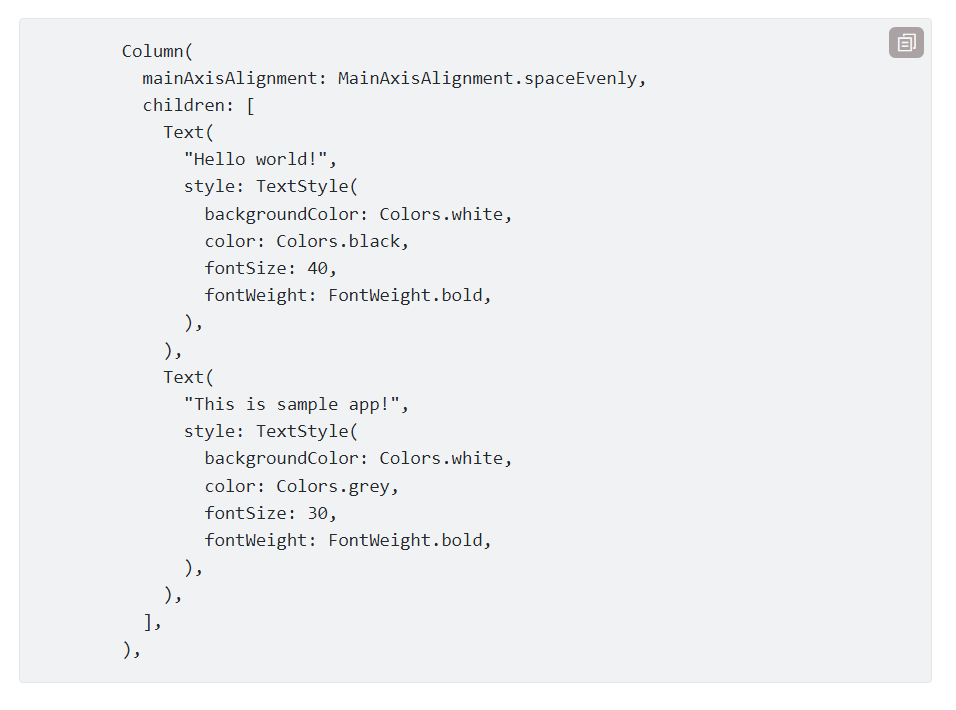 Column(
  mainAxisAlignment: MainAxisAlignment.spaceEvenly,
  children: [
    Text(
      "Hello world!",
      style: TextStyle(
        backgroundColor: Colors.white,
        color: Colors.black,
        fontSize: 40,
        fontWeight: FontWeight.bold,
      ),
    ),
    Text(
      "This is sample app!",
      style: TextStyle(
        backgroundColor: Colors.white,
        color: Colors.grey,
        fontSize: 30,
        fontWeight: FontWeight.bold,
      ),
    ),
  ],
),